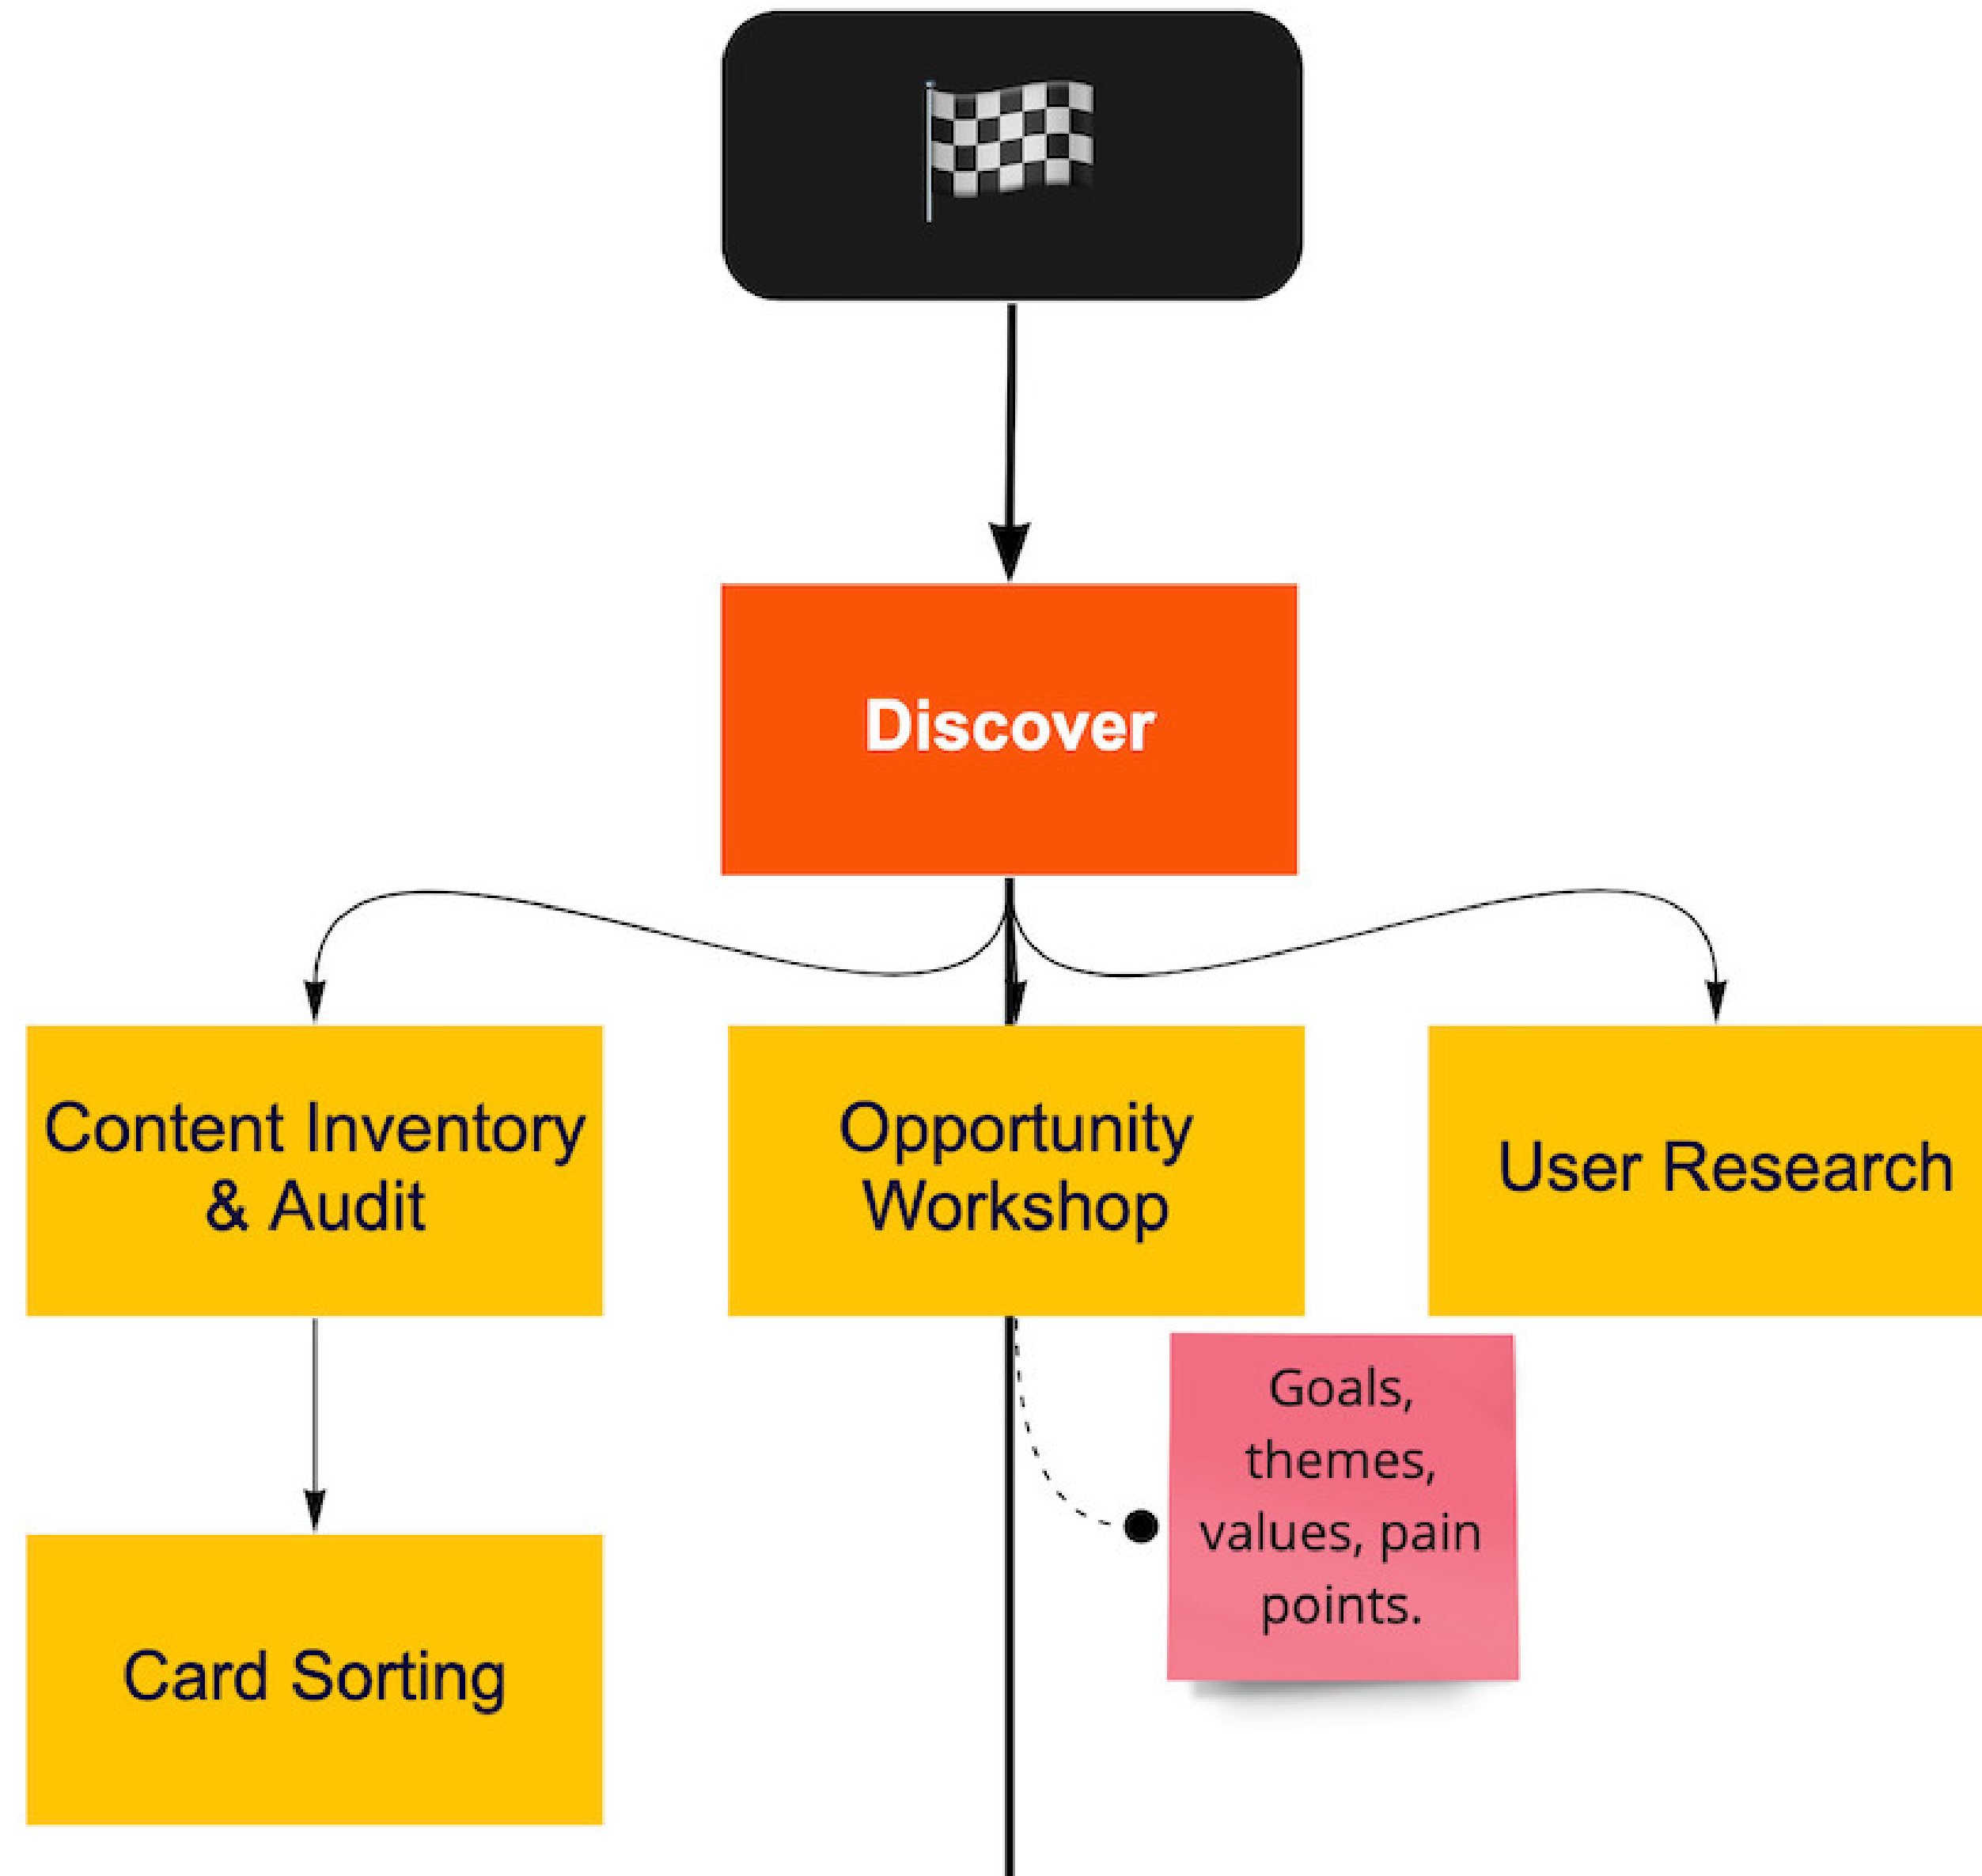 Discover
Content Inventory
& Audit
Opportunity
Workshop
User Research
Goals,
themes,
values, pain
points.
Card Sorting